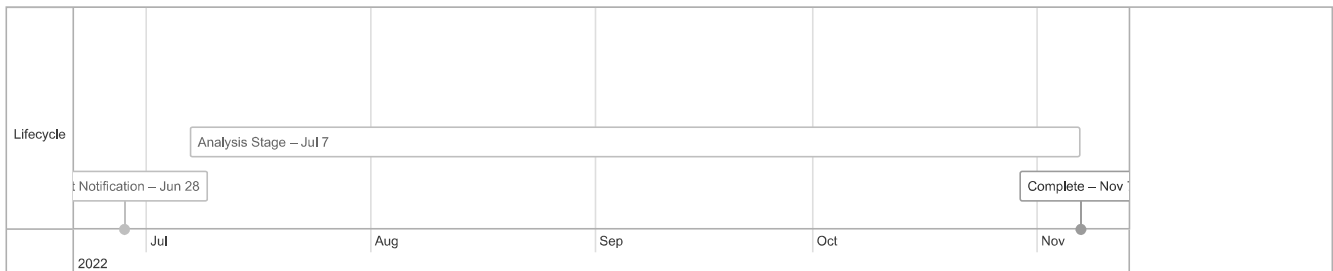 Lifecycle
Analysis Stage – Jul 7
Notification – Jun 28
Complete – Nov
Jul
Aug
Sep
Oct
Nov
2022